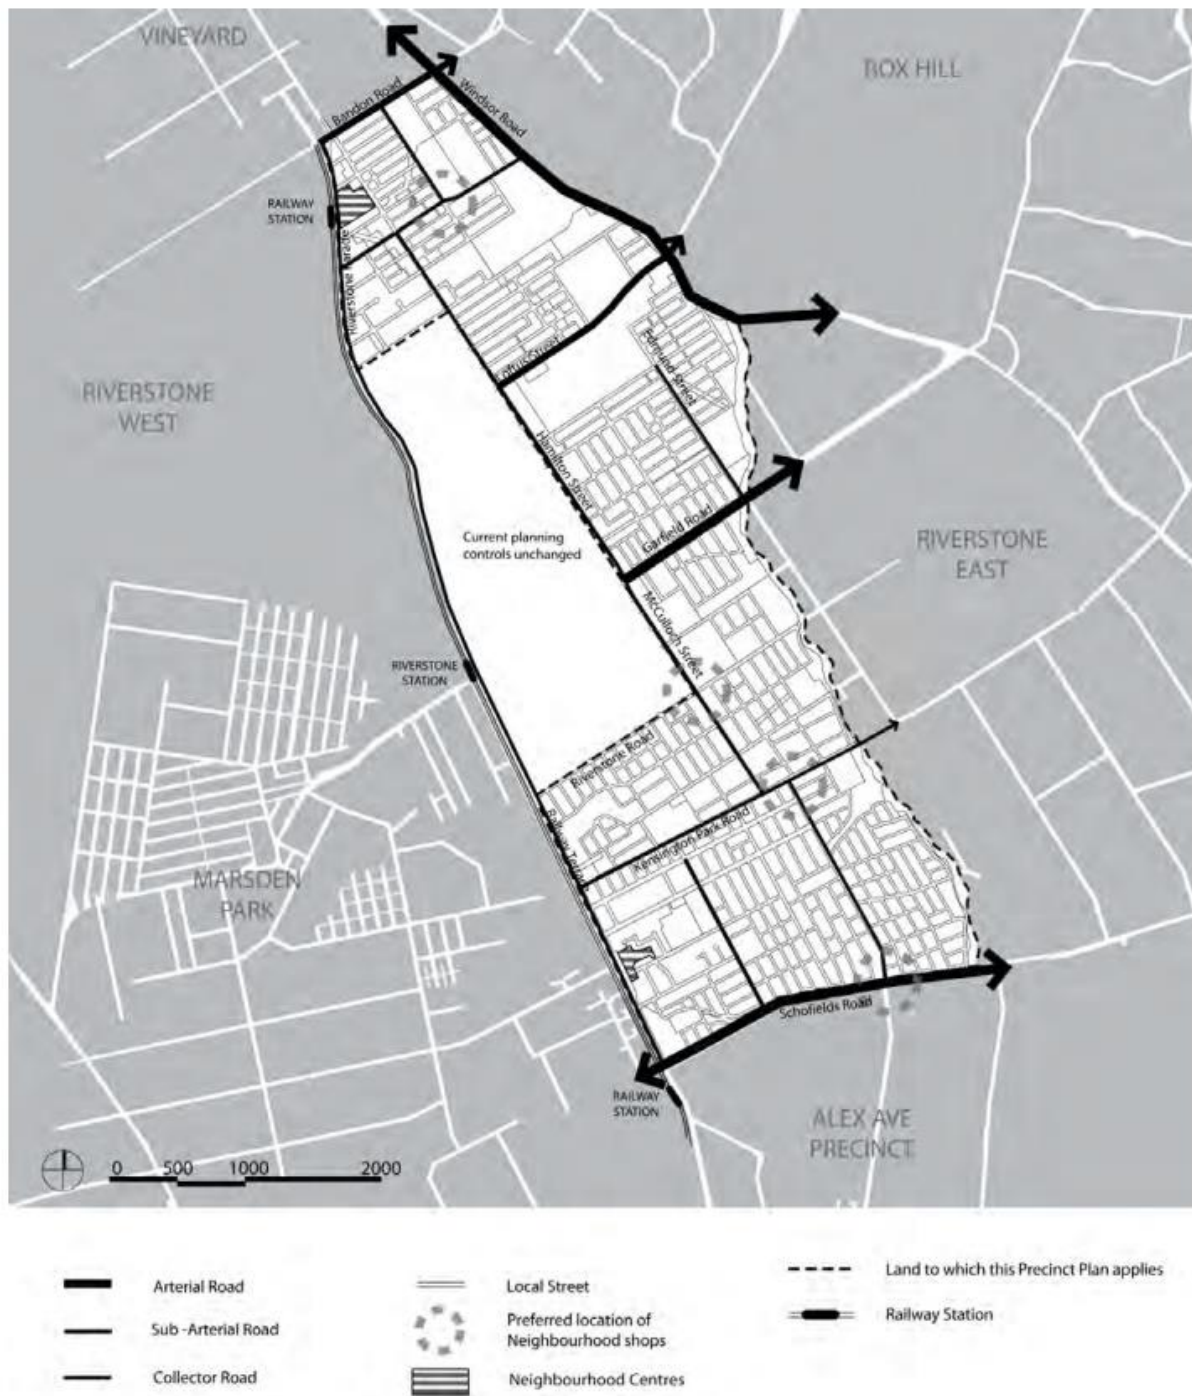 VINEYARD
BOX HILL
Bandon Road
Windsor Road
RAILWAY
STATION
Riverstone Parade
RIVERSTONE
WEST
Loftus Street
Edmund Street
Hamilton Street
Current planning
controls unchanged
Garfield Road
RIVERSTONE
EAST
McCulloch Street
RIVERSTONE
STATION
Riverstone Road
Railway Terrace
Kensington Park Road
MARSDEN
PARK
Schofields Road
RAILWAY
STATION
ALEX AVE
PRECINCT
0 500 1000 2000
Arterial Road
Local Street
Land to which this Precinct Plan applies
Sub -Arterial Road
Preferred location of
Neighbourhood shops
Railway Station
Collector Road
Neighbourhood Centres